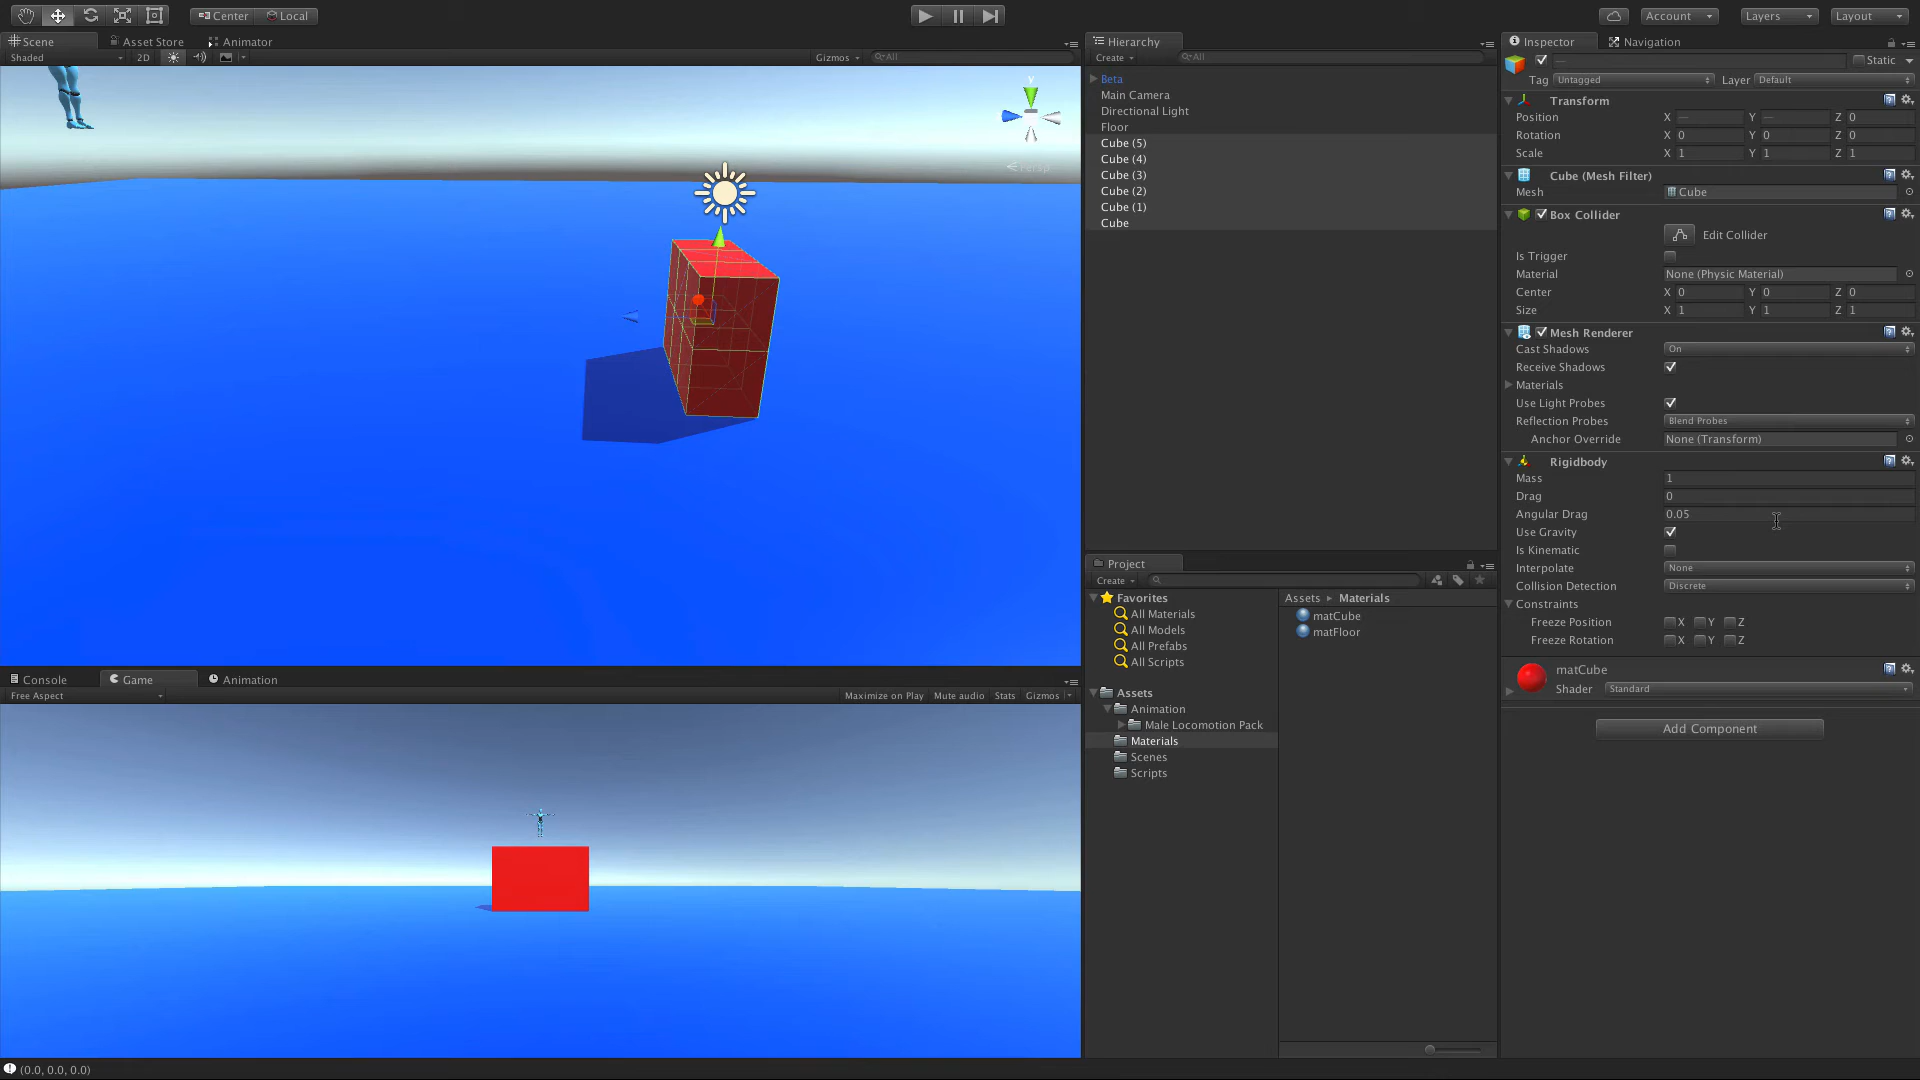 Center Local
Account Layers Layout
Scene Asset Store Animator
Shaded 2D Gizmos All
y
Persp
Console Game Animation
Free Aspect Maximize on Play Mute audio Stats Gizmos
(0.0, 0.0, 0.0)
Hierarchy
Create All
Beta
Main Camera
Directional Light
Floor
Cube (5)
Cube (4)
Cube (3)
Cube (2)
Cube (1)
Cube
Project
Create
Favorites
All Materials
All Models
All Prefabs
All Scripts
Assets
Animation
Male Locomotion Pack
Materials
Scenes
Scripts
Assets ▸ Materials
matCube
matFloor
Inspector Navigation
— Static
Tag Untagged Layer Default
Transform
Position X — Y — Z 0
Rotation X 0 Y 0 Z 0
Scale X 1 Y 1 Z 1
Cube (Mesh Filter)
Mesh Cube
Box Collider
Edit Collider
Is Trigger
Material None (Physic Material)
Center X 0 Y 0 Z 0
Size X 1 Y 1 Z 1
Mesh Renderer
Cast Shadows On
Receive Shadows
Materials
Use Light Probes
Reflection Probes Blend Probes
Anchor Override None (Transform)
Rigidbody
Mass 1
Drag 0
Angular Drag 0.05
Use Gravity
Is Kinematic
Interpolate None
Collision Detection Discrete
Constraints
Freeze Position X Y Z
Freeze Rotation X Y Z
matCube
Shader Standard
Add Component